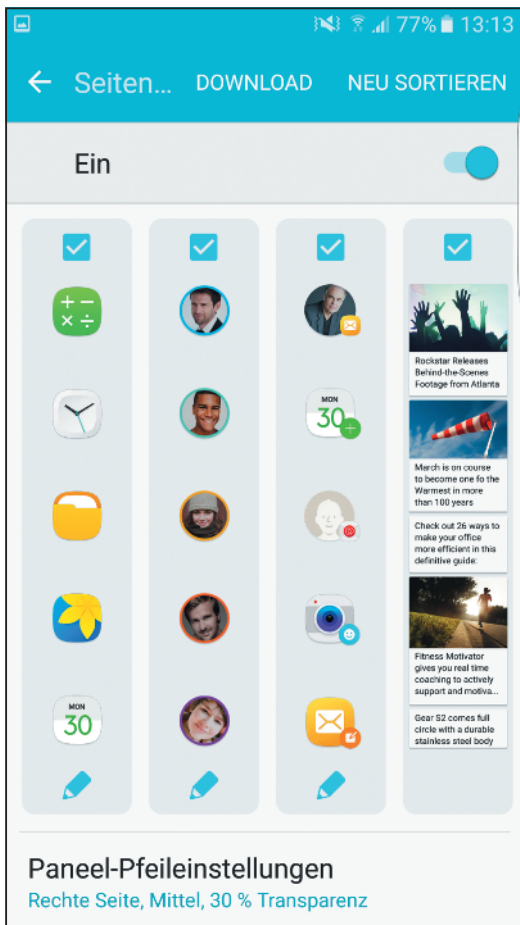 77% 13:13
Seiten... DOWNLOAD NEU SORTIEREN
Ein
MON
30
MON
30
Rockstar Releases
Behind-the-Scenes
Footage from Atlanta
March is on course
to become one fo the
Warmest in more
than 100 years
Check out 26 ways to
make your office
more efficient in this
definitive guide:
Fitness Motivator
gives you real time
coaching to actively
support and motiva...
Gear S2 comes full
circle with a durable
stainless steel body
Paneel-Pfeileinstellungen
Rechte Seite, Mittel, 30 % Transparenz